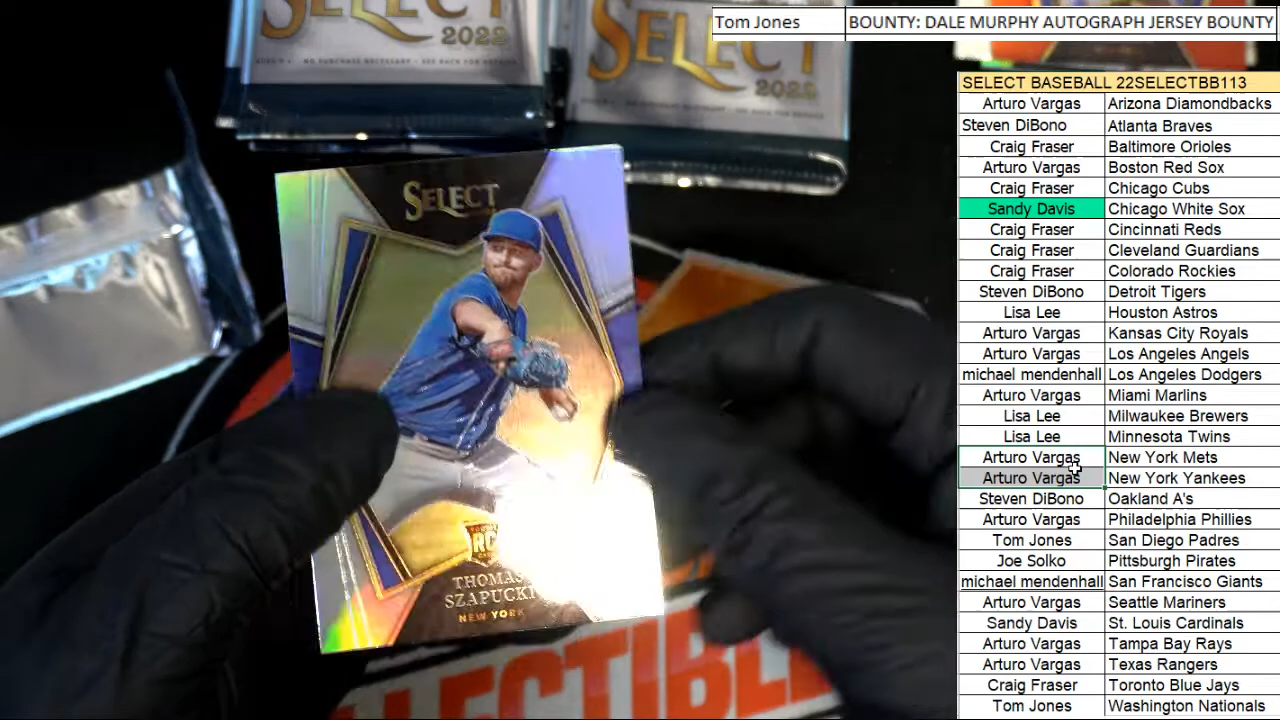 Tom Jones BOUNTY: DALE MURPHY AUTOGRAPH JERSEY BOUNTY
SELECT
2022
SELECT
2022
SELECT BASEBALL 22SELECTBB113
Arturo Vargas Arizona Diamondbacks
Steven DiBono Atlanta Braves
Craig Fraser Baltimore Orioles
Arturo Vargas Boston Red Sox
Craig Fraser Chicago Cubs
Sandy Davis Chicago White Sox
Craig Fraser Cincinnati Reds
Craig Fraser Cleveland Guardians
Craig Fraser Colorado Rockies
Steven DiBono Detroit Tigers
Lisa Lee Houston Astros
Arturo Vargas Kansas City Royals
Arturo Vargas Los Angeles Angels
michael mendenhall Los Angeles Dodgers
Arturo Vargas Miami Marlins
Lisa Lee Milwaukee Brewers
Lisa Lee Minnesota Twins
Arturo Vargas New York Mets
Arturo Vargas New York Yankees
Steven DiBono Oakland A's
Arturo Vargas Philadelphia Phillies
Tom Jones San Diego Padres
Joe Solko Pittsburgh Pirates
michael mendenhall San Francisco Giants
Arturo Vargas Seattle Mariners
Sandy Davis St. Louis Cardinals
Arturo Vargas Tampa Bay Rays
Arturo Vargas Texas Rangers
Craig Fraser Toronto Blue Jays
Tom Jones Washington Nationals
SELECT
RC
THOMAS
SZAPUCKI
NEW YORK
LECTIBLE